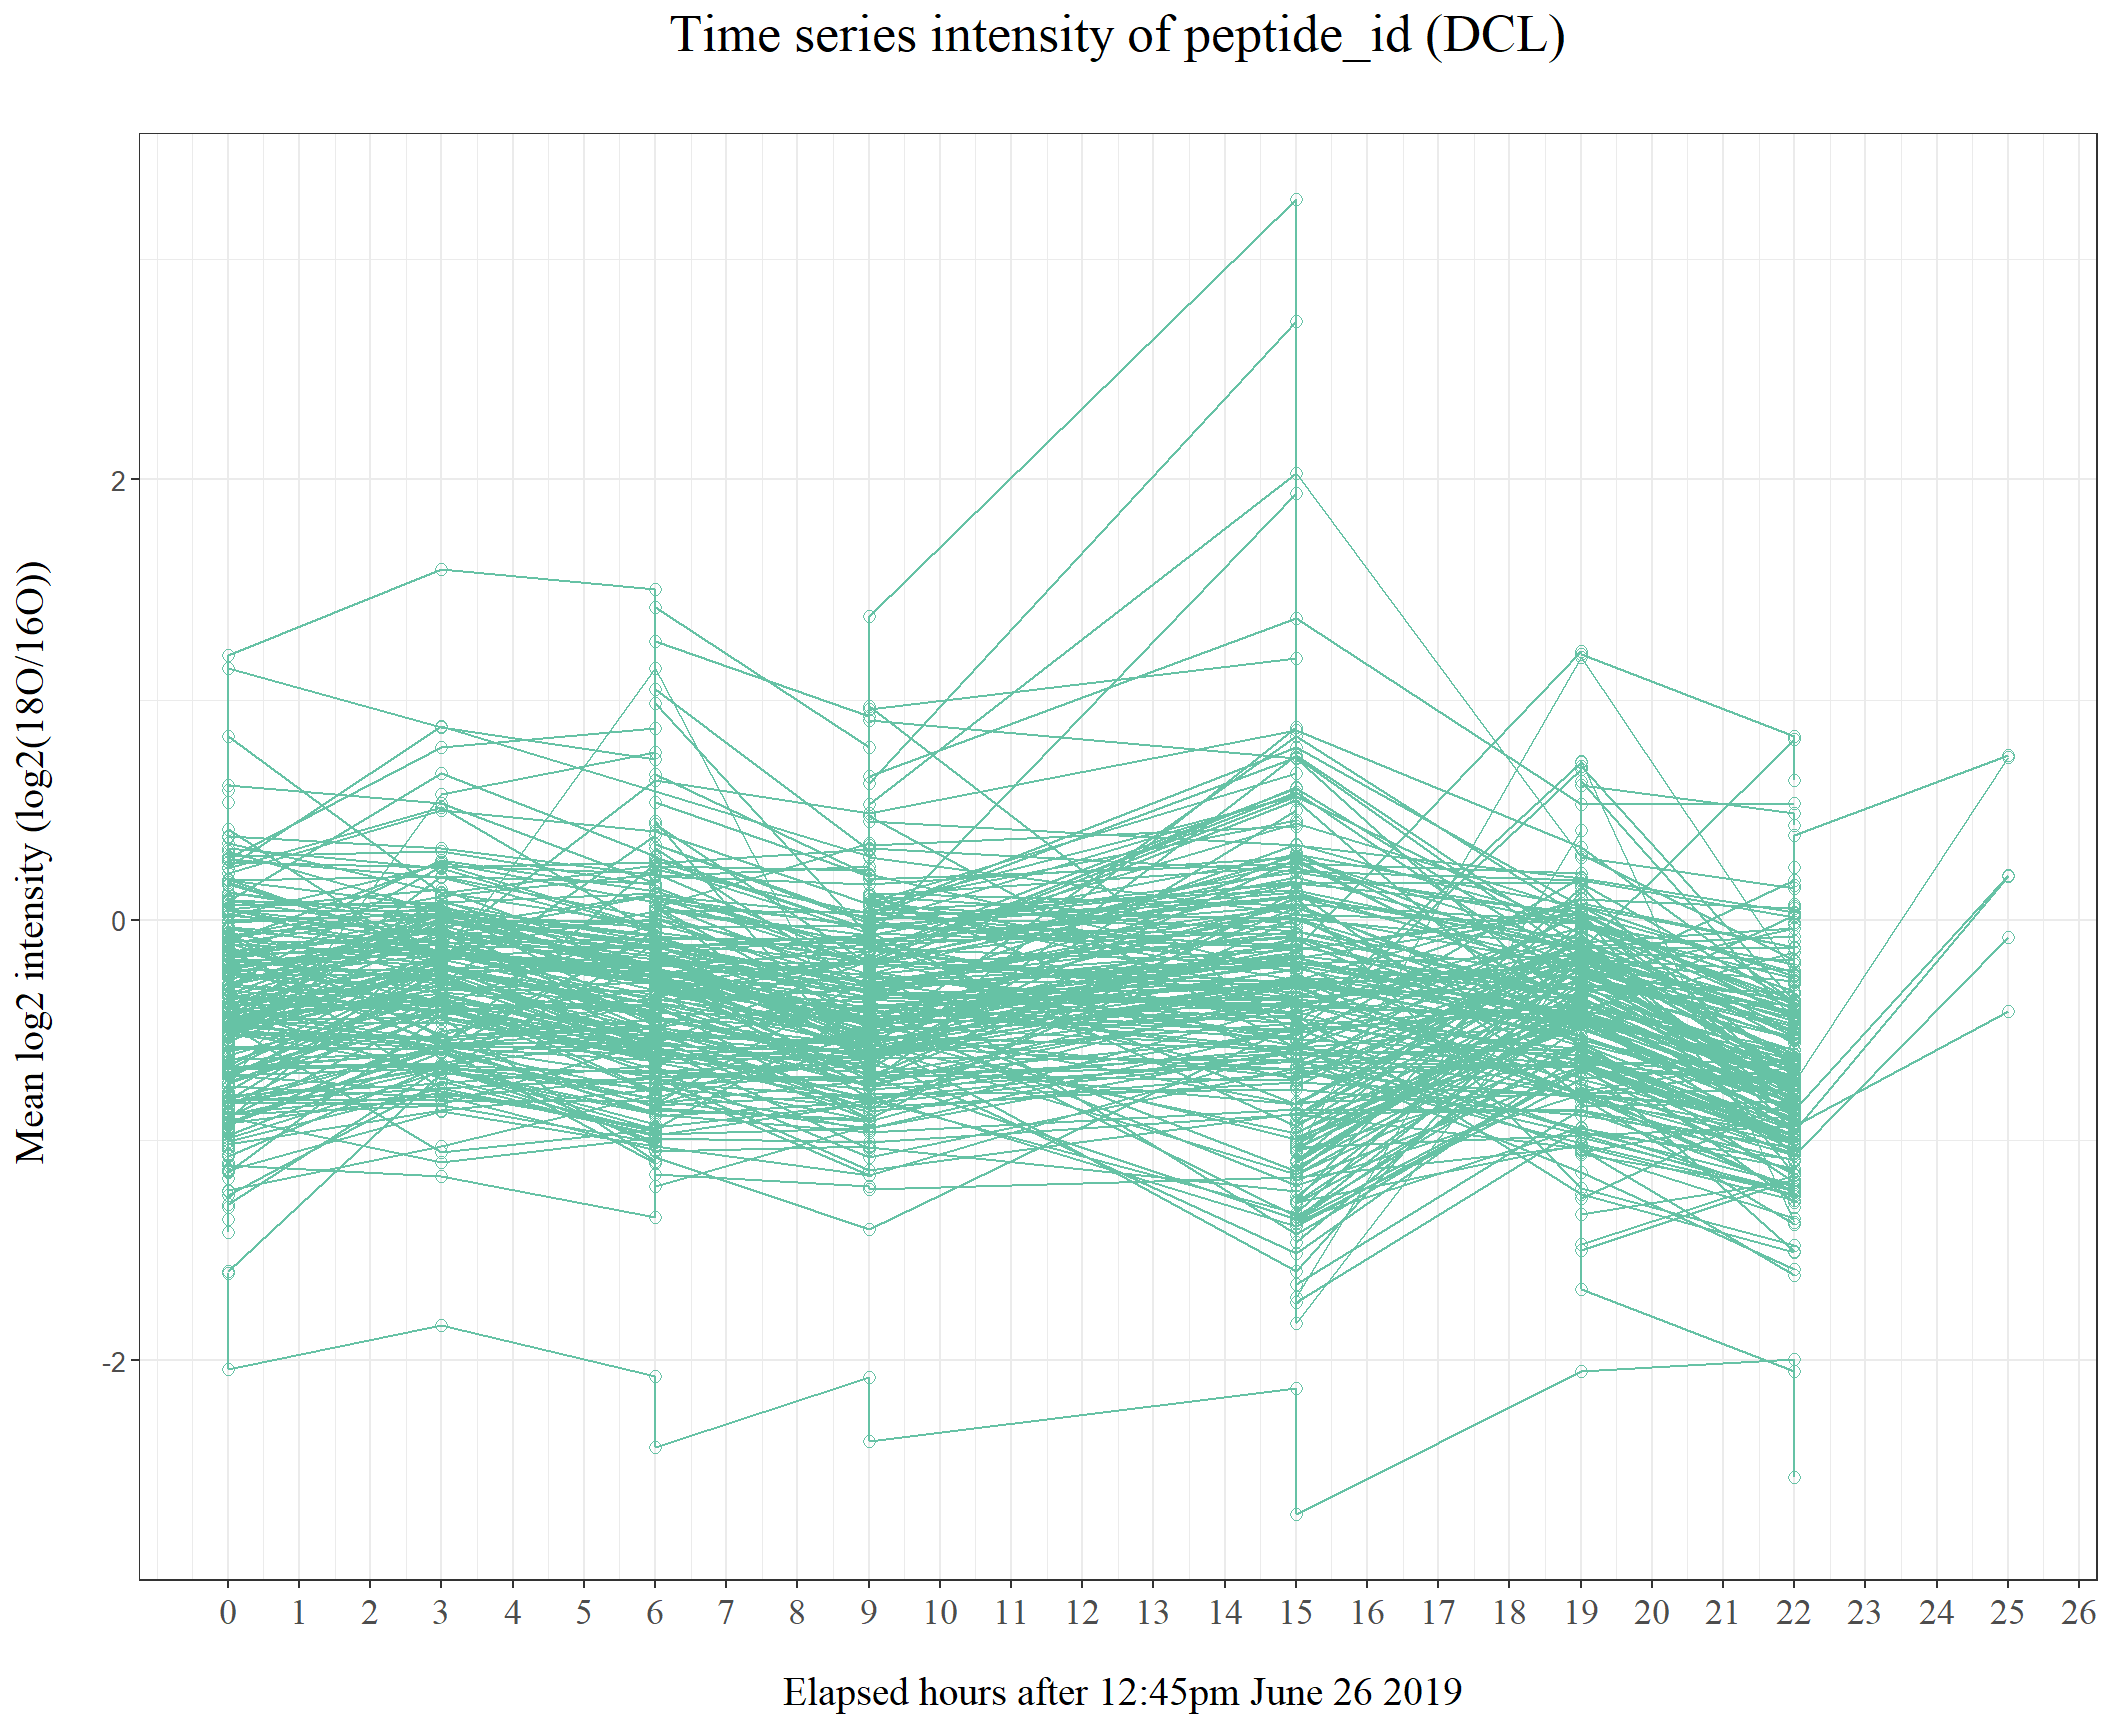 Time series intensity of peptide_id (DCL)
Mean log2 intensity (log2(18O/16O))
2
0
-2
0 1 2 3 4 5 6 7 8 9 10 11 12 13 14 15 16 17 18 19 20 21 22 23 24 25 26
Elapsed hours after 12:45pm June 26 2019